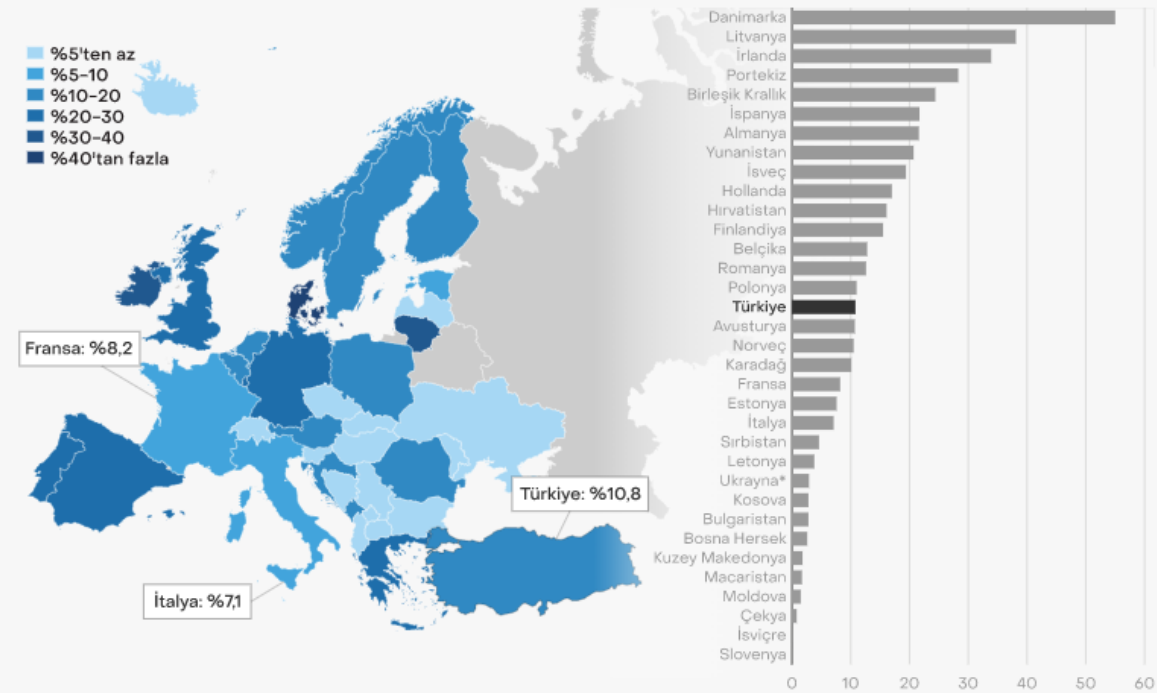 %5'ten az
%5–10
%10–20
%20–30
%30–40
%40'tan fazla
Fransa: %8,2
İtalya: %7,1
Türkiye: %10,8
Danimarka
Litvanya
İrlanda
Portekiz
Birleşik Krallık
İspanya
Almanya
Yunanistan
İsveç
Hollanda
Hırvatistan
Finlandiya
Belçika
Romanya
Polonya
Türkiye
Avusturya
Norveç
Karadağ
Fransa
Estonya
İtalya
Sırbistan
Letonya
Ukrayna*
Kosova
Bulgaristan
Bosna Hersek
Kuzey Makedonya
Macaristan
Moldova
Çekya
İsviçre
Slovenya
0 10 20 30 40 50 60